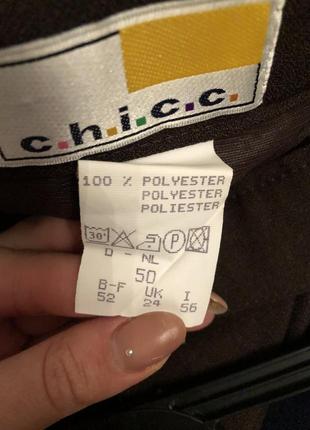 c.h.i.c.c.
100 % POLYESTER
POLYESTER
POLIESTER
30° P
D - NL
50
B-F UK I
52 24 56